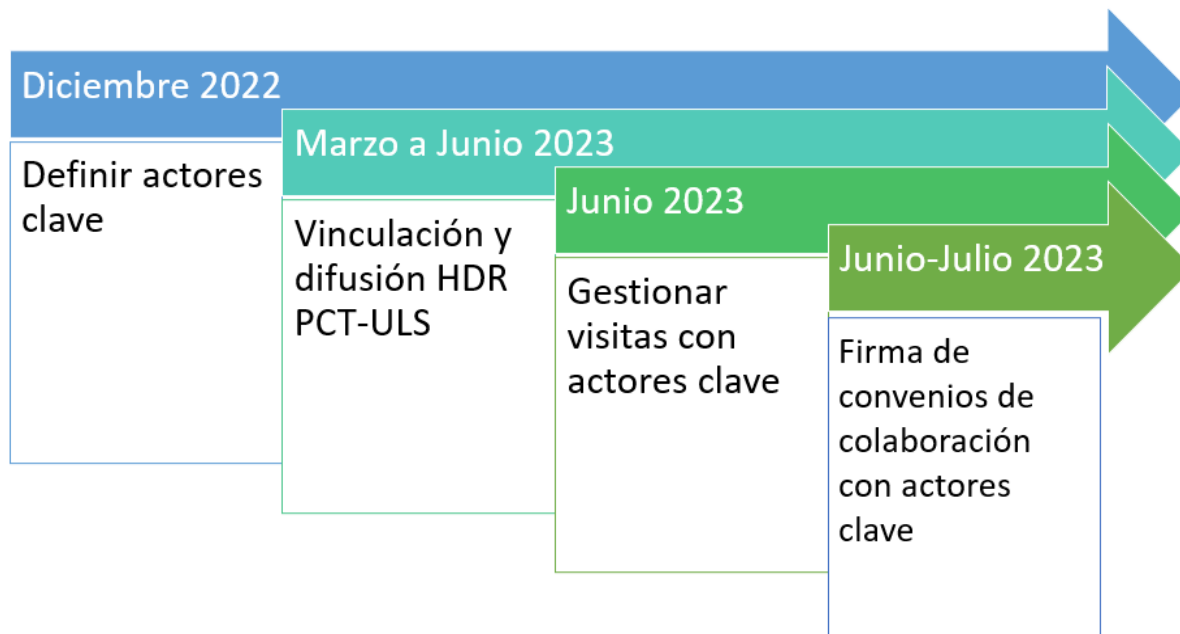 Diciembre 2022
Definir actores
clave
Marzo a Junio 2023
Vinculación y
difusión HDR
PCT-ULS
Junio 2023
Gestionar
visitas con
actores clave
Junio-Julio 2023
Firma de
convenios de
colaboración
con actores
clave